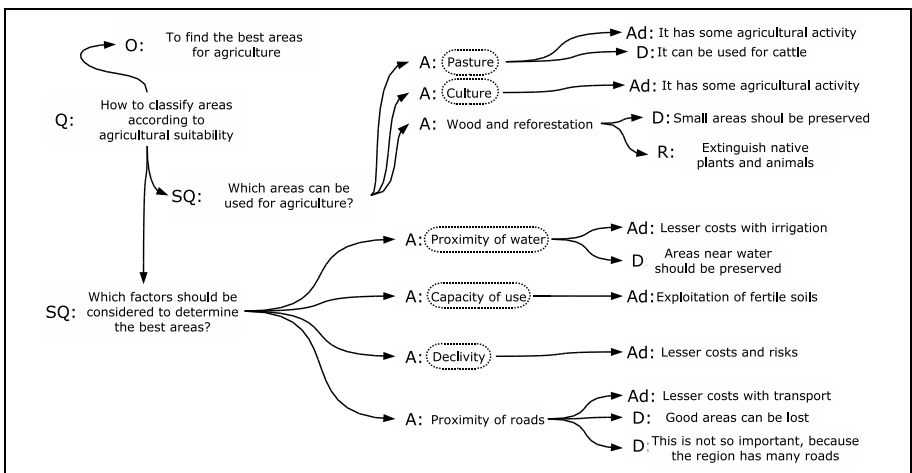 O: To find the best areas
for agriculture
Q: How to classify areas
according to
agricultural suitability
SQ: Which areas can be
used for agriculture?
A: Pasture
Ad: It has some agricultural activity
D: It can be used for cattle
A: Culture
Ad: It has some agricultural activity
A: Wood and reforestation
D: Small areas shoul be preserved
R: Extinguish native
plants and animals
SQ: Which factors should be
considered to determine
the best areas?
A: Proximity of water
Ad: Lesser costs with irrigation
D: Areas near water
should be preserved
A: Capacity of use
Ad: Exploitation of fertile soils
A: Declivity
Ad: Lesser costs and risks
A: Proximity of roads
Ad: Lesser costs with transport
D: Good areas can be lost
D: This is not so important, because
the region has many roads